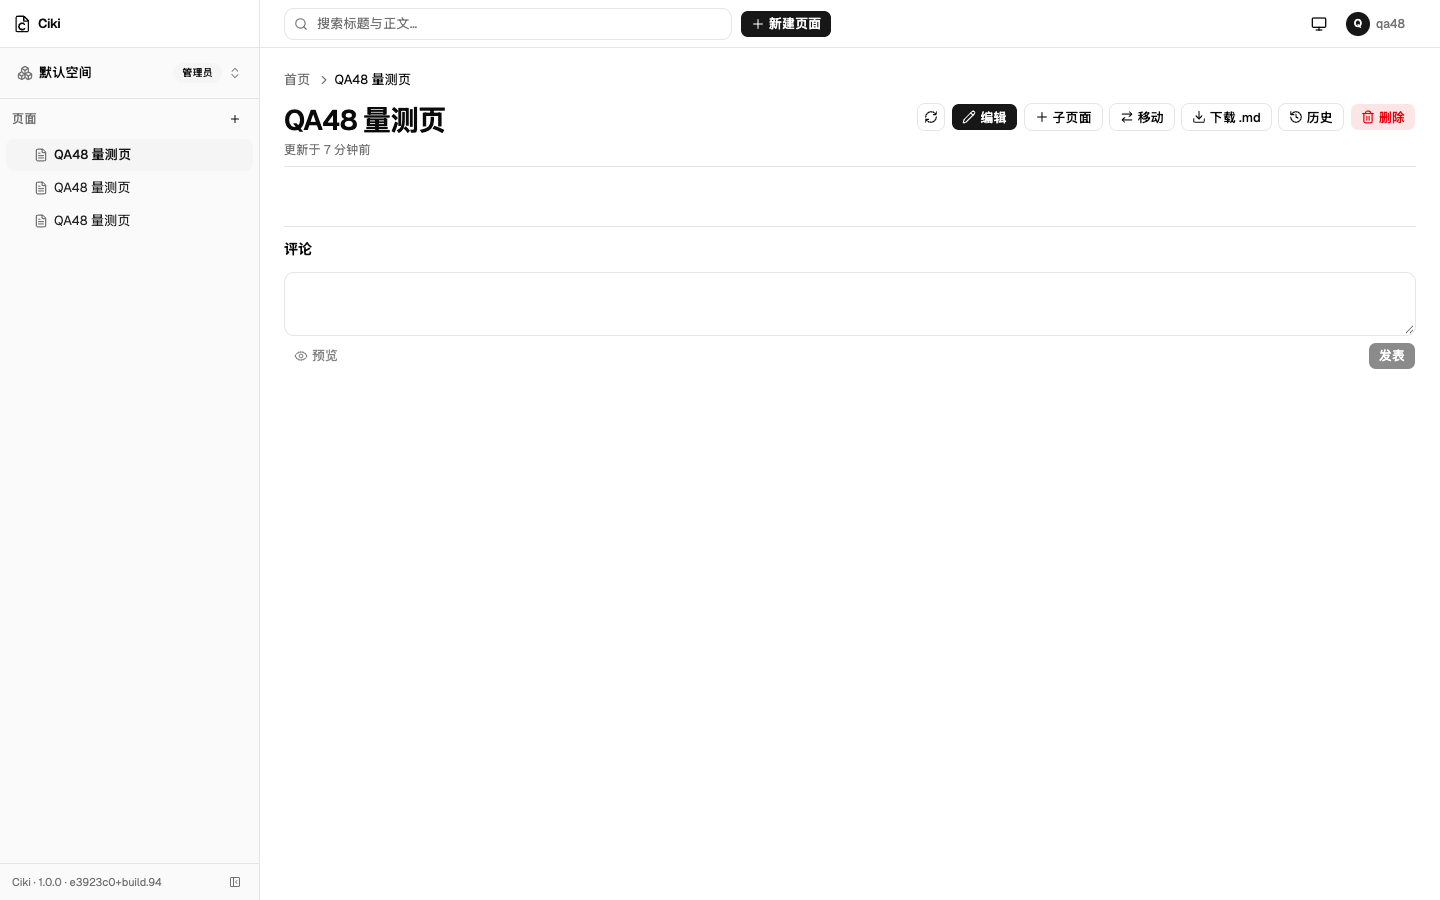 Ciki
搜索标题与正文...
新建页面
Q qa48
默认空间 管理员
页面
QA48 量测页
QA48 量测页
QA48 量测页
首页 QA48 量测页
QA48 量测页
编辑 子页面 移动 下载 .md 历史 删除
更新于 7 分钟前
评论
预览 发表
Ciki · 1.0.0 · e3923c0+build.94